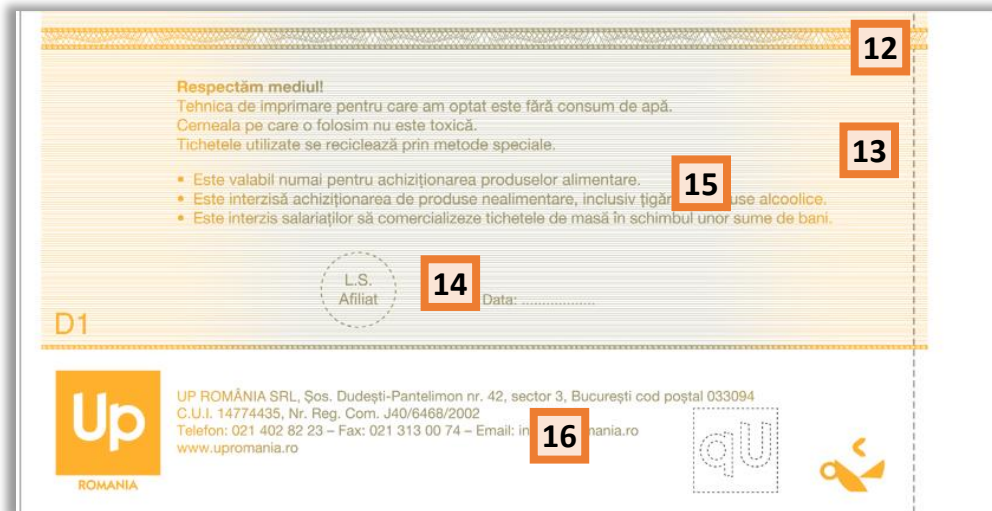 12
Respectăm mediul!
Tehnica de imprimare pentru care am optat este fără consum de apă.
Cerneala pe care o folosim nu este toxică.
13
Tichetele utilizate se reciclează prin metode speciale.
• Este valabil numai pentru achiziționarea produselor alimentare.
15
• Este interzisă achiziționarea de produse nealimentare, inclusiv alcoolice.
• Este interzis salariaților să comercializeze tichetele de masă în schimbul unor sume de bani.
L.S.
14
Afiliat
Data: ..................
D1
Up
ROMANIA
UP ROMÂNIA SRL, Șos. Dudești-Pantelimon nr. 42, sector 3, București cod poștal 033094
C.U.I. 14774435, Nr. Reg. Com. J40/6468/2002
Telefon: 021 402 82 23 – Fax: 021 313 00 74 – Email:
16
www.upromania.ro
qU